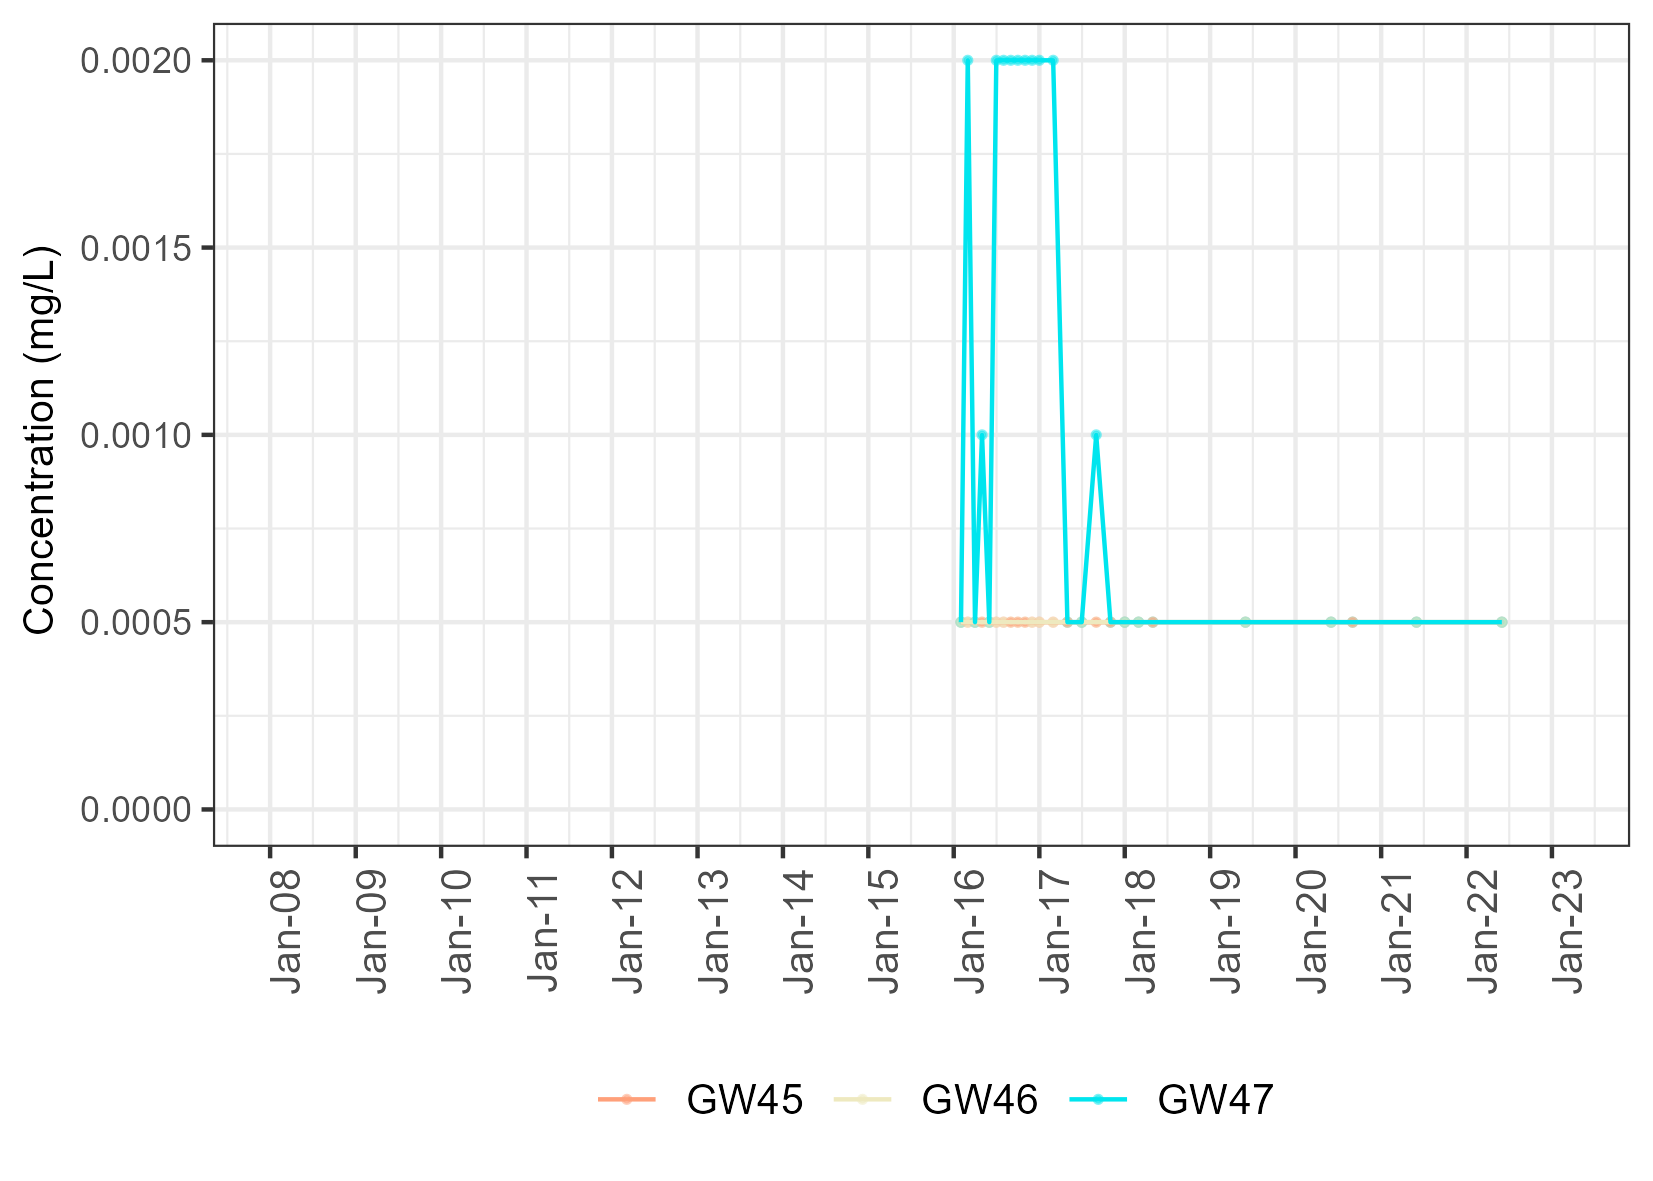 Concentration (mg/L)
0.0020
0.0015
0.0010
0.0005
0.0000
Jan-08 Jan-09 Jan-10 Jan-11 Jan-12 Jan-13 Jan-14 Jan-15 Jan-16 Jan-17 Jan-18 Jan-19 Jan-20 Jan-21 Jan-22 Jan-23
GW45 GW46 GW47